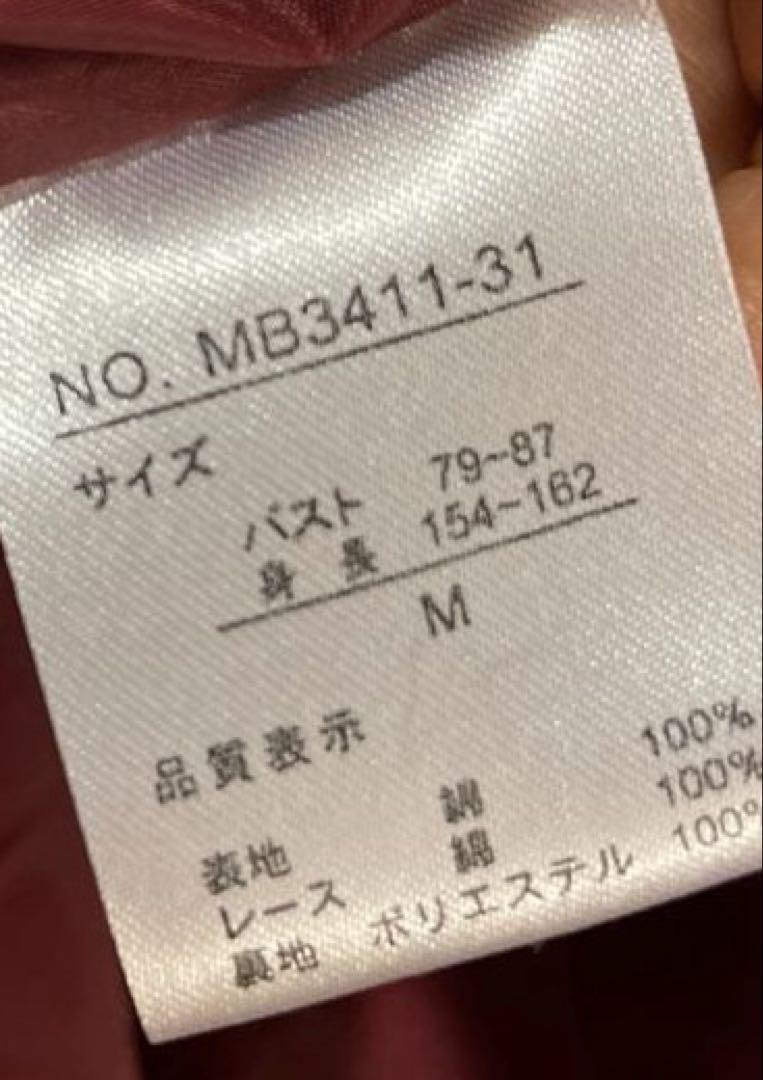 NO. MB3411-31
サイズ
バスト 79~87
身長 154~162
M
品質表示
表地 綿 100%
レース 綿 100%
裏地 ポリエステル 100%